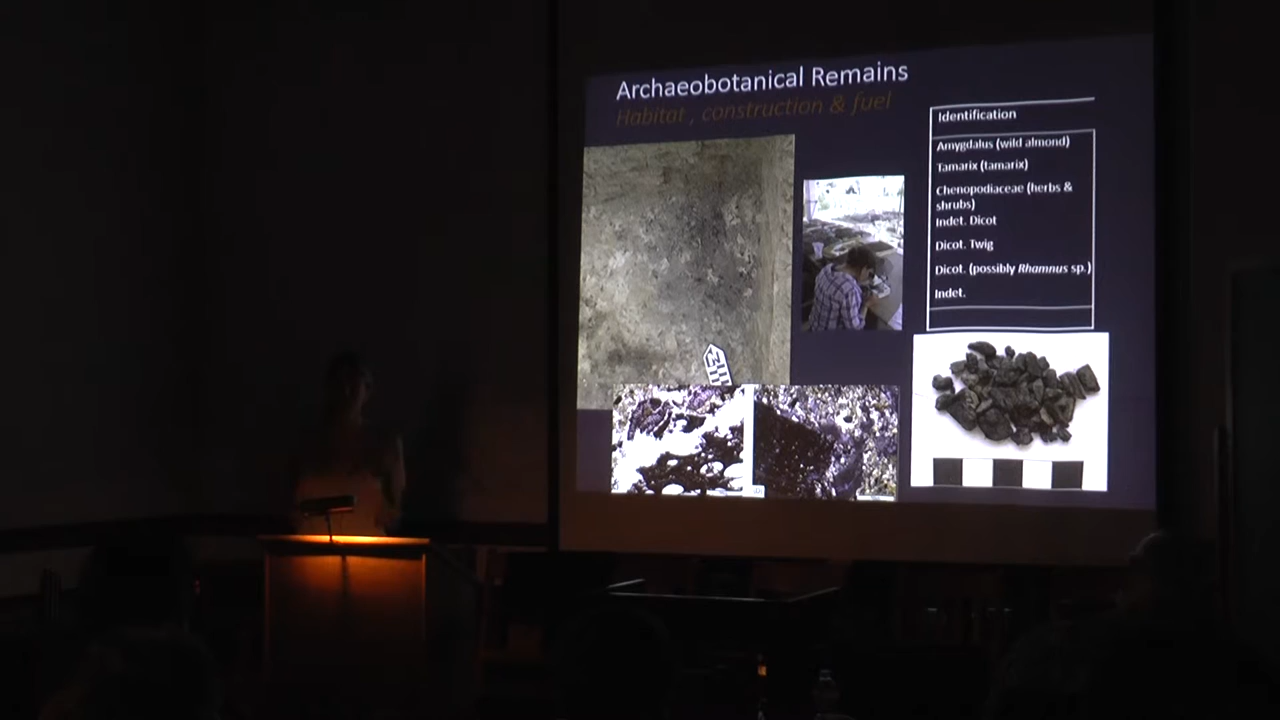 Archaeobotanical Remains
Habitat , construction & fuel
Identification
Amygdalus (wild almond)
Tamarix (tamarix)
Chenopodiaceae (herbs &
shrubs)
Indet. Dicot
Dicot. Twig
Dicot. (possibly Rhamnus sp.)
Indet.